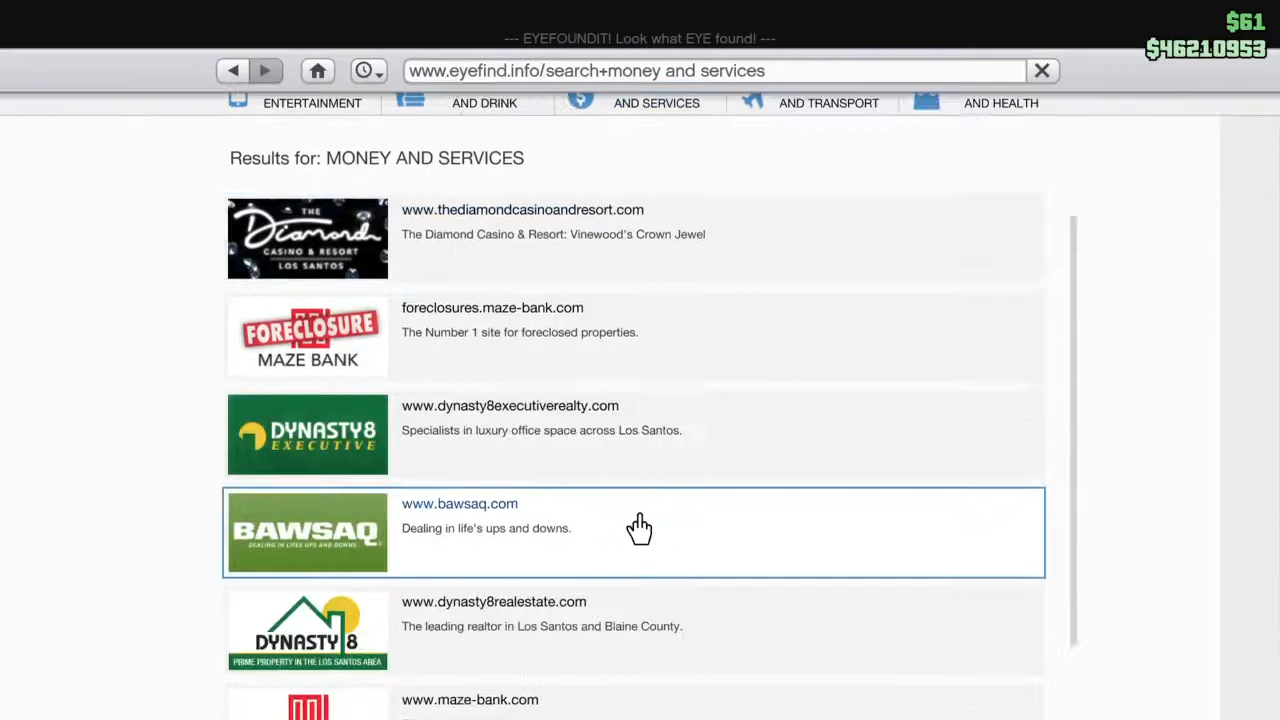 $61
$46210953
--- EYEFOUNDIT! Look what EYE found! ---
www.eyefind.info/search+money and services
ENTERTAINMENT
AND DRINK
AND SERVICES
AND TRANSPORT
AND HEALTH
Results for: MONEY AND SERVICES
THE
Diamond
CASINO & RESORT
LOS SANTOS
www.thediamondcasinoandresort.com
The Diamond Casino & Resort: Vinewood's Crown Jewel
FORECLOSURE
MAZE BANK
foreclosures.maze-bank.com
The Number 1 site for foreclosed properties.
DYNASTY8
EXECUTIVE
www.dynasty8executiverealty.com
Specialists in luxury office space across Los Santos.
BAWSAQ
DEALING IN LIFE'S UPS AND DOWNS
www.bawsaq.com
Dealing in life's ups and downs.
DYNASTY 8
PRIME PROPERTY IN THE LOS SANTOS AREA
www.dynasty8realestate.com
The leading realtor in Los Santos and Blaine County.
www.maze-bank.com